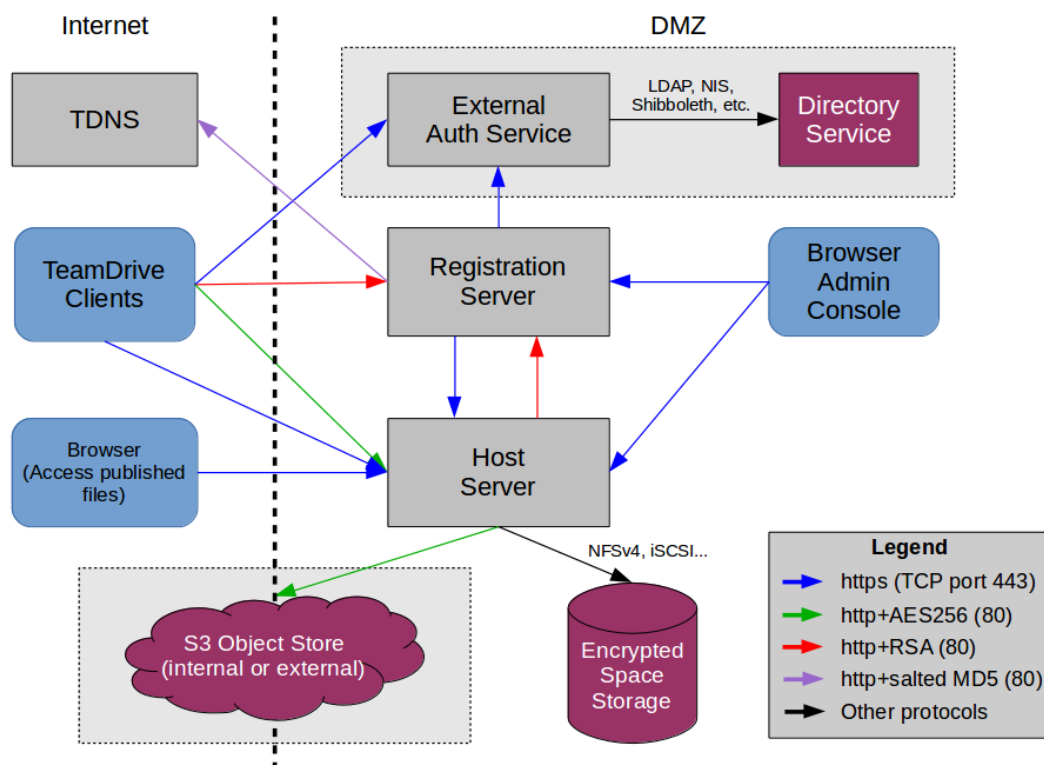 Internet
DMZ
TDNS
External
Auth Service
LDAP, NIS,
Shibboleth, etc.
Directory
Service
TeamDrive
Clients
Registration
Server
Browser
Admin
Console
Browser
(Access published
files)
Host
Server
NFSv4, iSCSI...
S3 Object Store
(internal or external)
Encrypted
Space
Storage
Legend
https (TCP port 443)
http+AES256 (80)
http+RSA (80)
http+salted MD5 (80)
Other protocols